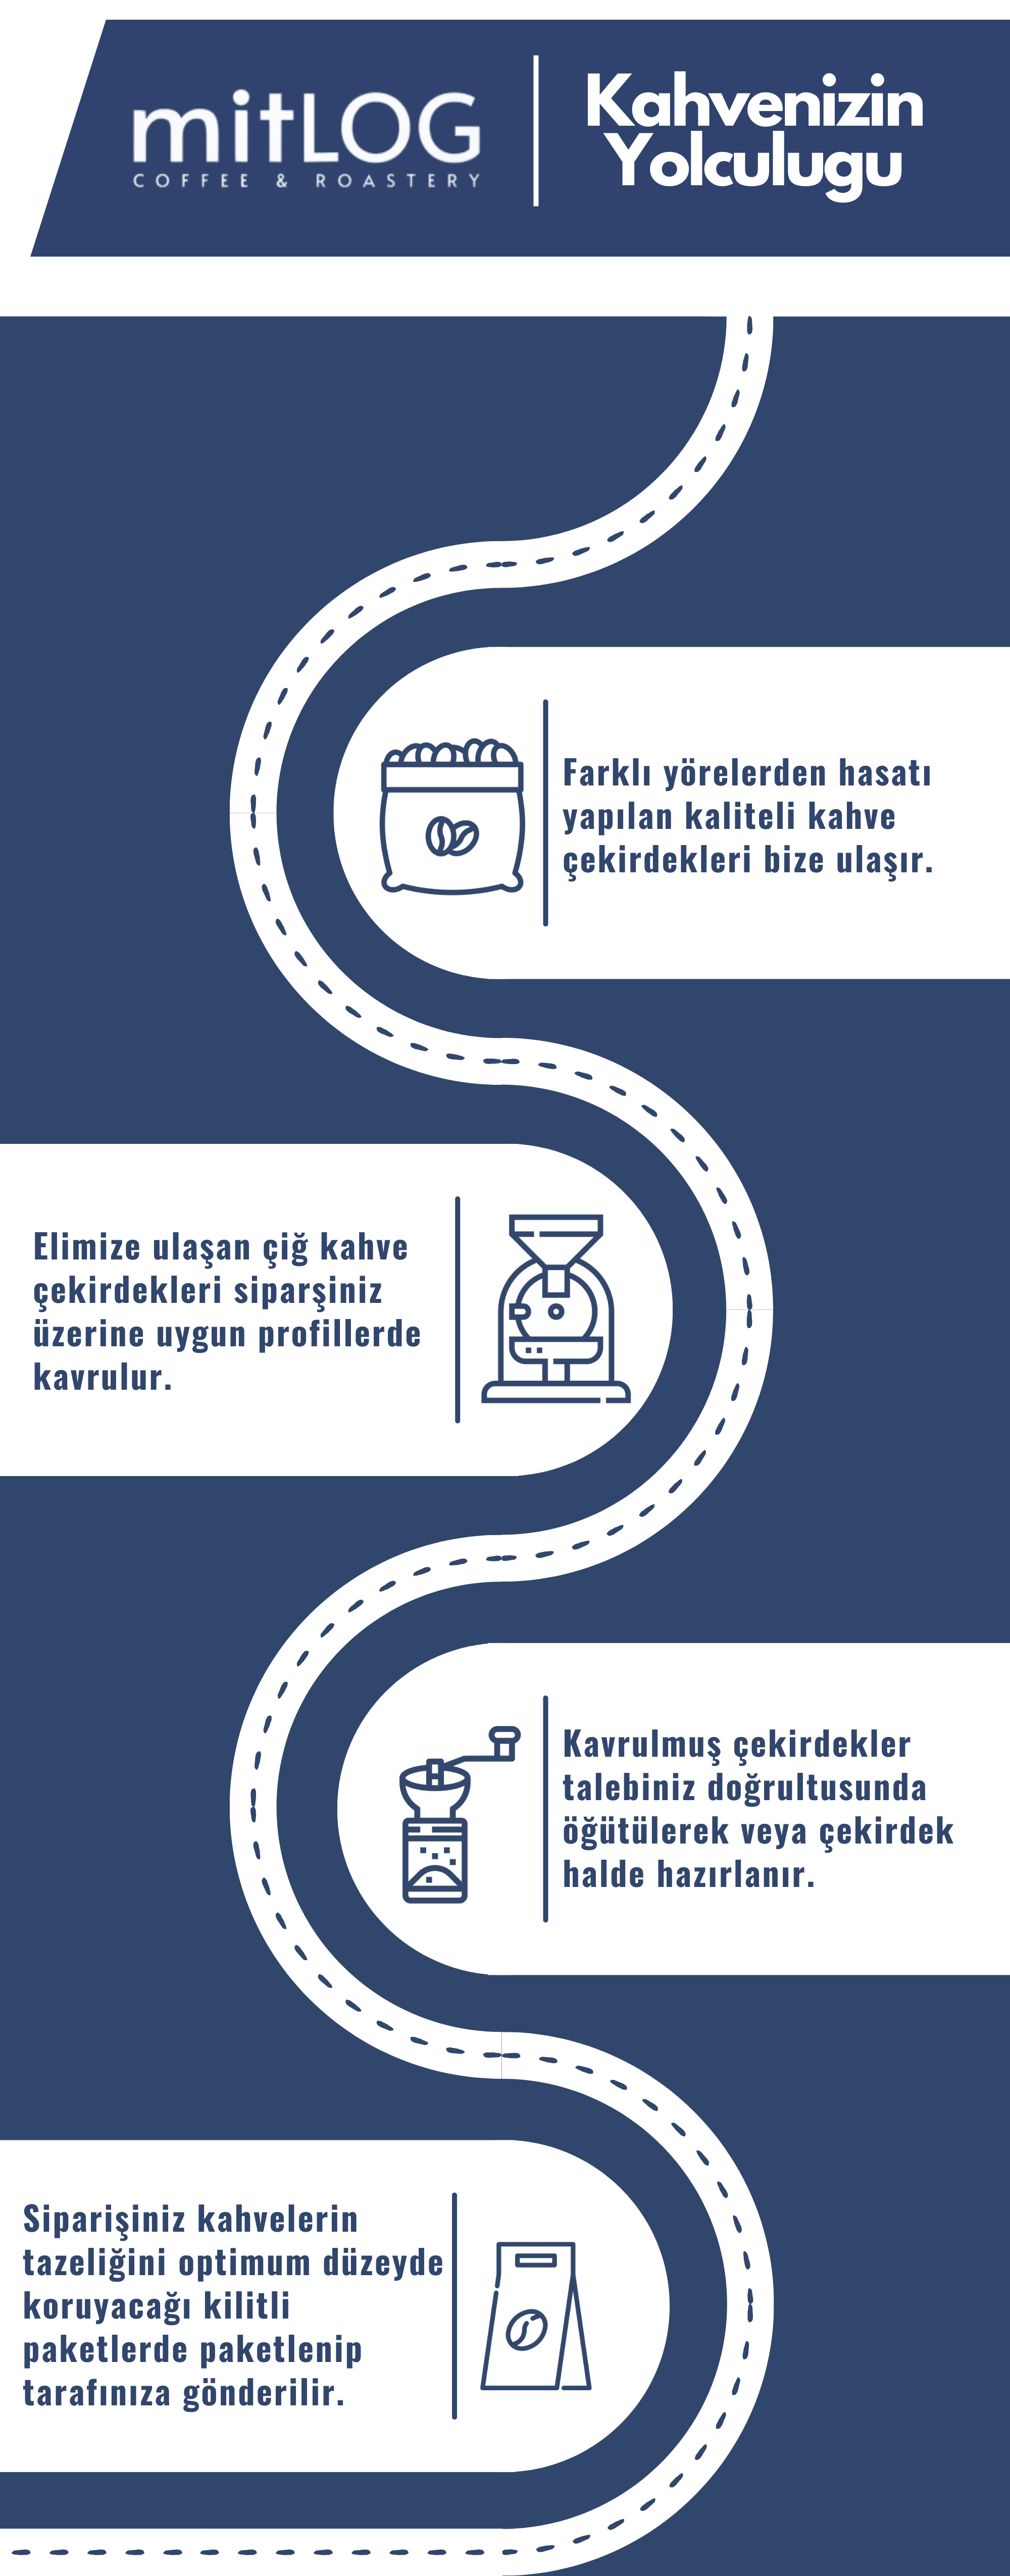 mitLOG
COFFEE & ROASTERY
Kahvenizin
Yolculugu
Farklı yörelerden hasatı
yapılan kaliteli kahve
çekirdekleri bize ulaşır.
Elimize ulaşan çiğ kahve
çekirdekleri siparşiniz
üzerine uygun profillerde
kavrulur.
Kavrulmuş çekirdekler
talebiniz doğrultusunda
öğütülerek veya çekirdek
halde hazırlanır.
Siparişiniz kahvelerin
tazeliğini optimum düzeyde
koruyacağı kilitli
paketlerde paketlenip
tarafınıza gönderilir.